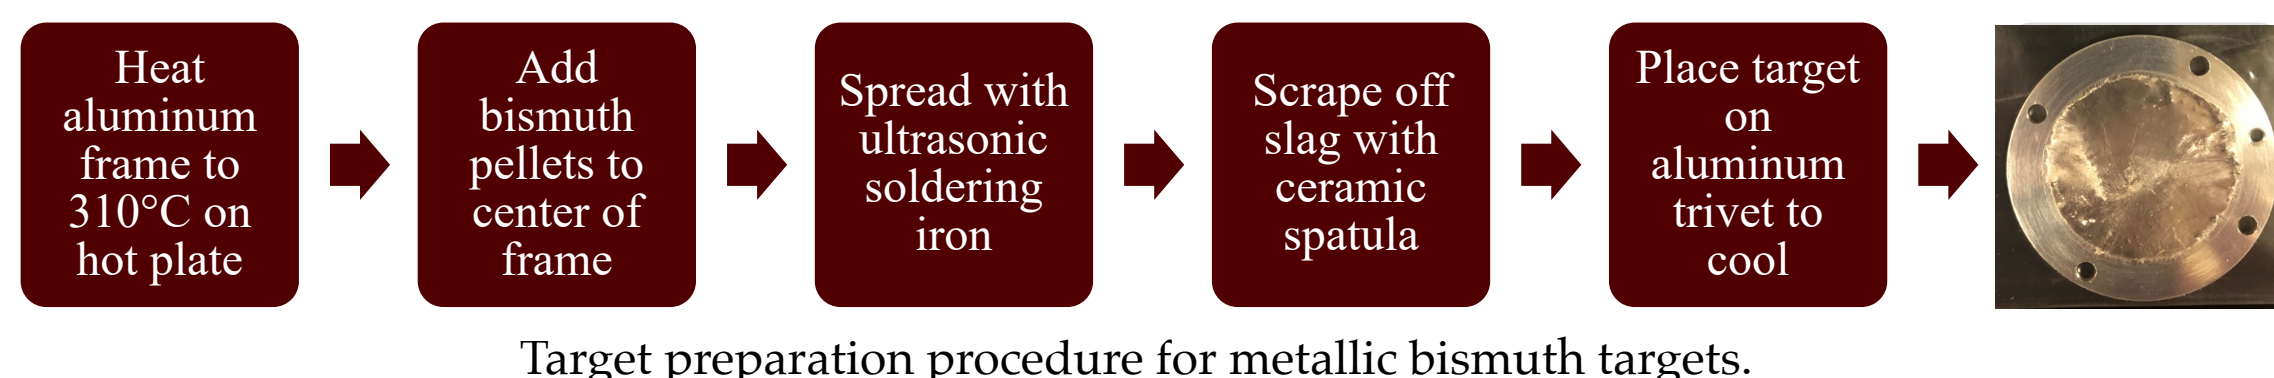 Heat
aluminum
frame to
310°C on
hot plate
Add
bismuth
pellets to
center of
frame
Spread with
ultrasonic
soldering
iron
Scrape off
slag with
ceramic
spatula
Place target
on
aluminum
trivet to
cool
Target preparation procedure for metallic bismuth targets.